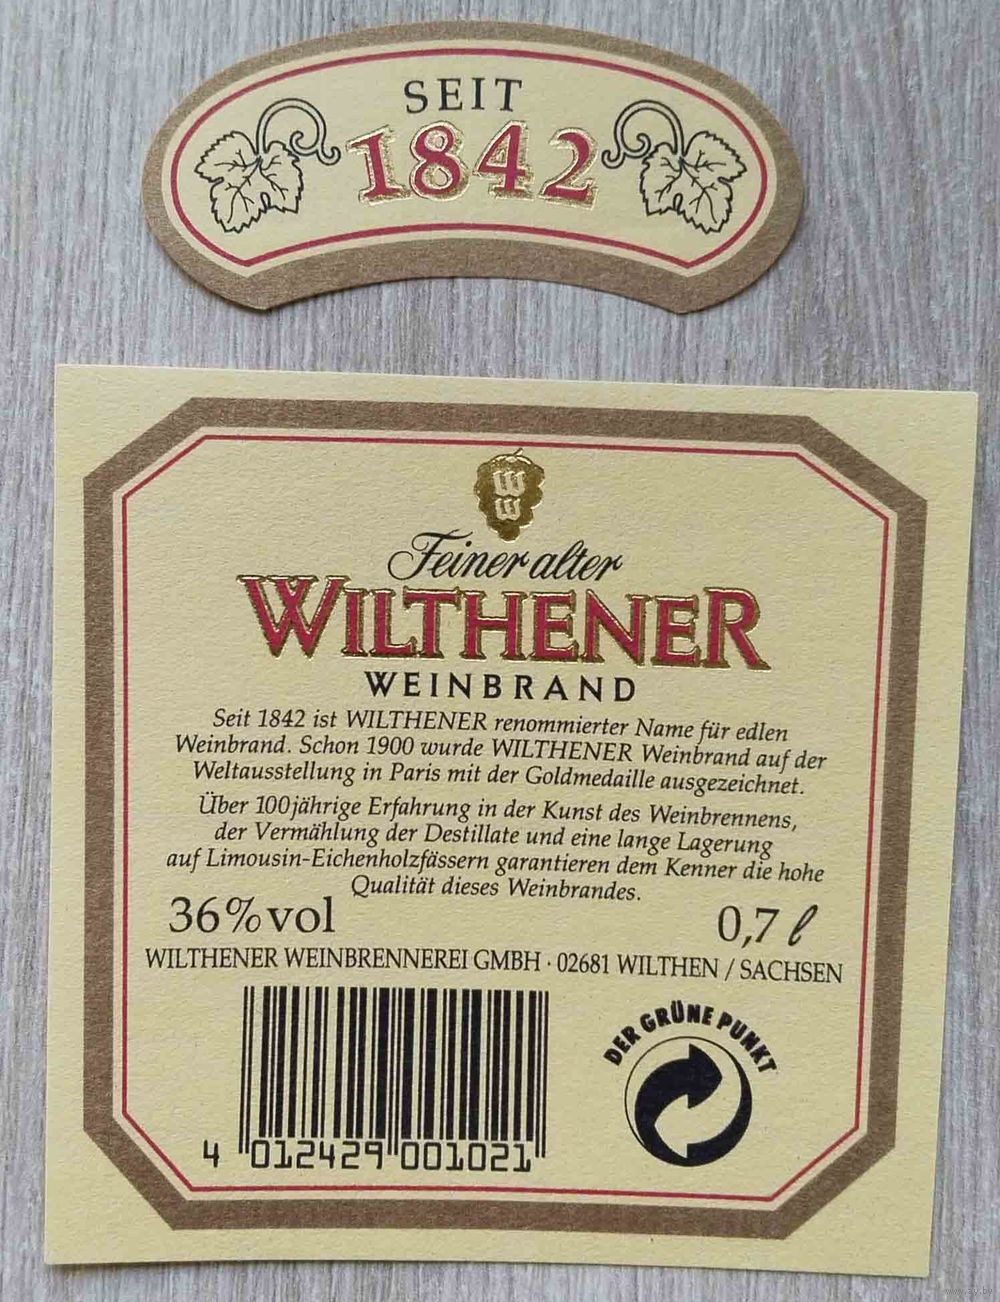 SEIT
1842
W
W
Feiner alter
WILTHENER
WEINBRAND
Seit 1842 ist WILTHENER renommierter Name für edlen
Weinbrand. Schon 1900 wurde WILTHENER Weinbrand auf der
Weltausstellung in Paris mit der Goldmedaille ausgezeichnet.
Über 100jährige Erfahrung in der Kunst des Weinbrennens,
der Vermählung der Destillate und eine lange Lagerung
auf Limousin-Eichenholzfässern garantieren dem Kenner die hohe
Qualität dieses Weinbrandes.
36% vol 0,7 ℓ
WILTHENER WEINBRENNEREI GMBH · 02681 WILTHEN / SACHSEN
DER GRÜNE PUNKT
4 012429 001021
www.ay.by